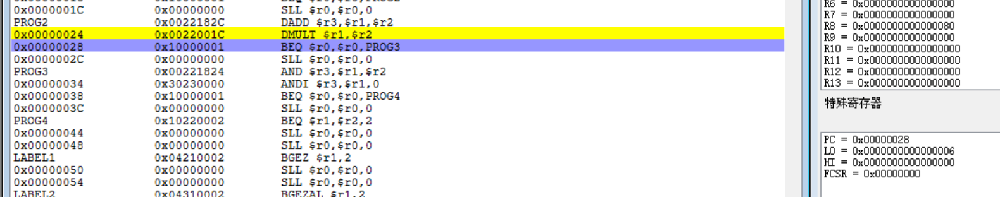 0x0000001C 0x00000000 SLL $r0,$r0,0
PROG2 0x0022182C DADD $r3,$r1,$r2
0x00000024 0x0022001C DMULT $r1,$r2
0x00000028 0x10000001 BEQ $r0,$r0,PROG3
0x0000002C 0x00000000 SLL $r0,$r0,0
PROG3 0x00221824 AND $r3,$r1,$r2
0x00000034 0x30230000 ANDI $r3,$r1,0
0x00000038 0x10000001 BEQ $r0,$r0,PROG4
0x0000003C 0x00000000 SLL $r0,$r0,0
PROG4 0x10220002 BEQ $r1,$r2,2
0x00000044 0x00000000 SLL $r0,$r0,0
0x00000048 0x00000000 SLL $r0,$r0,0
LABEL1 0x04210002 BGEZ $r1,2
0x00000050 0x00000000 SLL $r0,$r0,0
0x00000054 0x00000000 SLL $r0,$r0,0
LABEL2 0x04310002 BGEZAL $r1,2
R6 = 0x0000000000000000
R7 = 0x0000000000000000
R8 = 0x0000000000000080
R9 = 0x0000000000000000
R10 = 0x0000000000000000
R11 = 0x0000000000000000
R12 = 0x0000000000000000
R13 = 0x0000000000000000
特殊寄存器
PC = 0x00000028
LO = 0x0000000000000006
HI = 0x0000000000000000
FCSR = 0x00000000